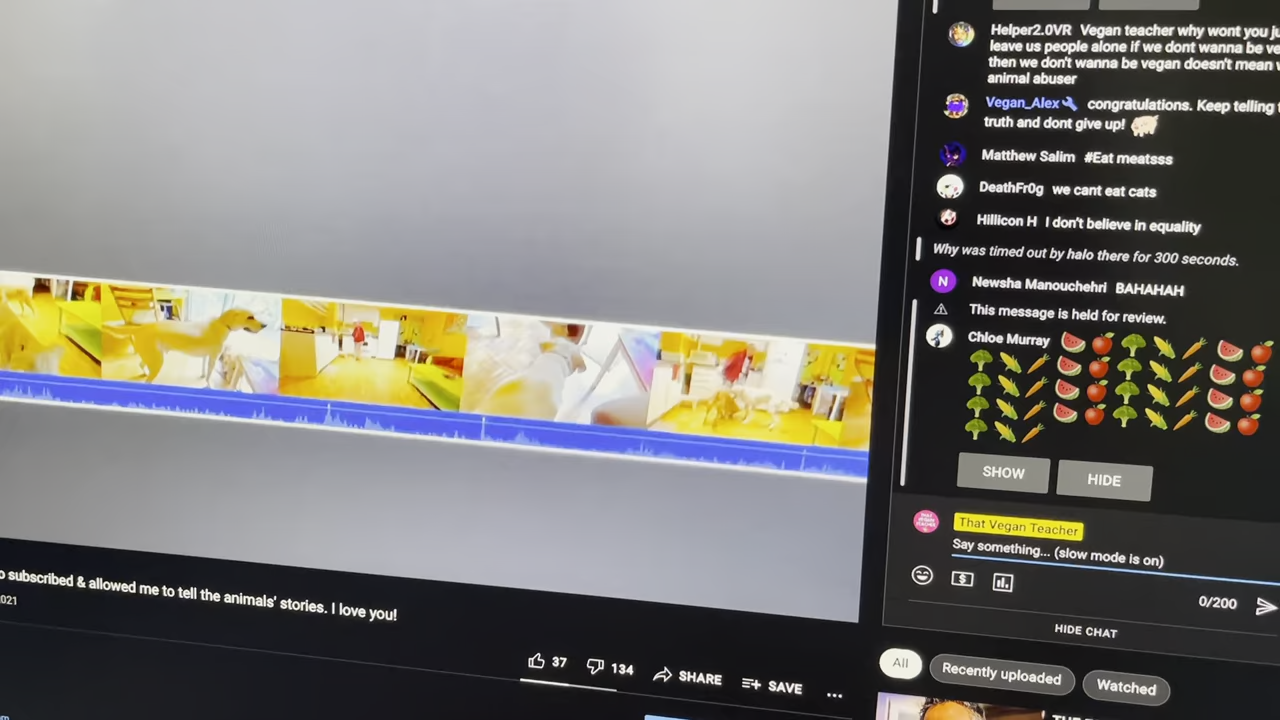 Helper2.0VR Vegan teacher why wont you
leave us people alone if we dont wanna be
then we don't wanna be vegan doesn't mean
animal abuser
Vegan_Alex congratulations. Keep telling
truth and dont give up!
Matthew Salim #Eat meatsss
DeathFr0g we cant eat cats
Hillicon H I don't believe in equality
Why was timed out by halo there for 300 seconds.
N Newsha Manouchehri BAHAHAH
This message is held for review.
Chloe Murray
SHOW HIDE
That Vegan Teacher
Say something... (slow mode is on)
0/200
HIDE CHAT
subscribed & allowed me to tell the animals' stories. I love you!
021
37 134 SHARE SAVE ...
All Recently uploaded Watched